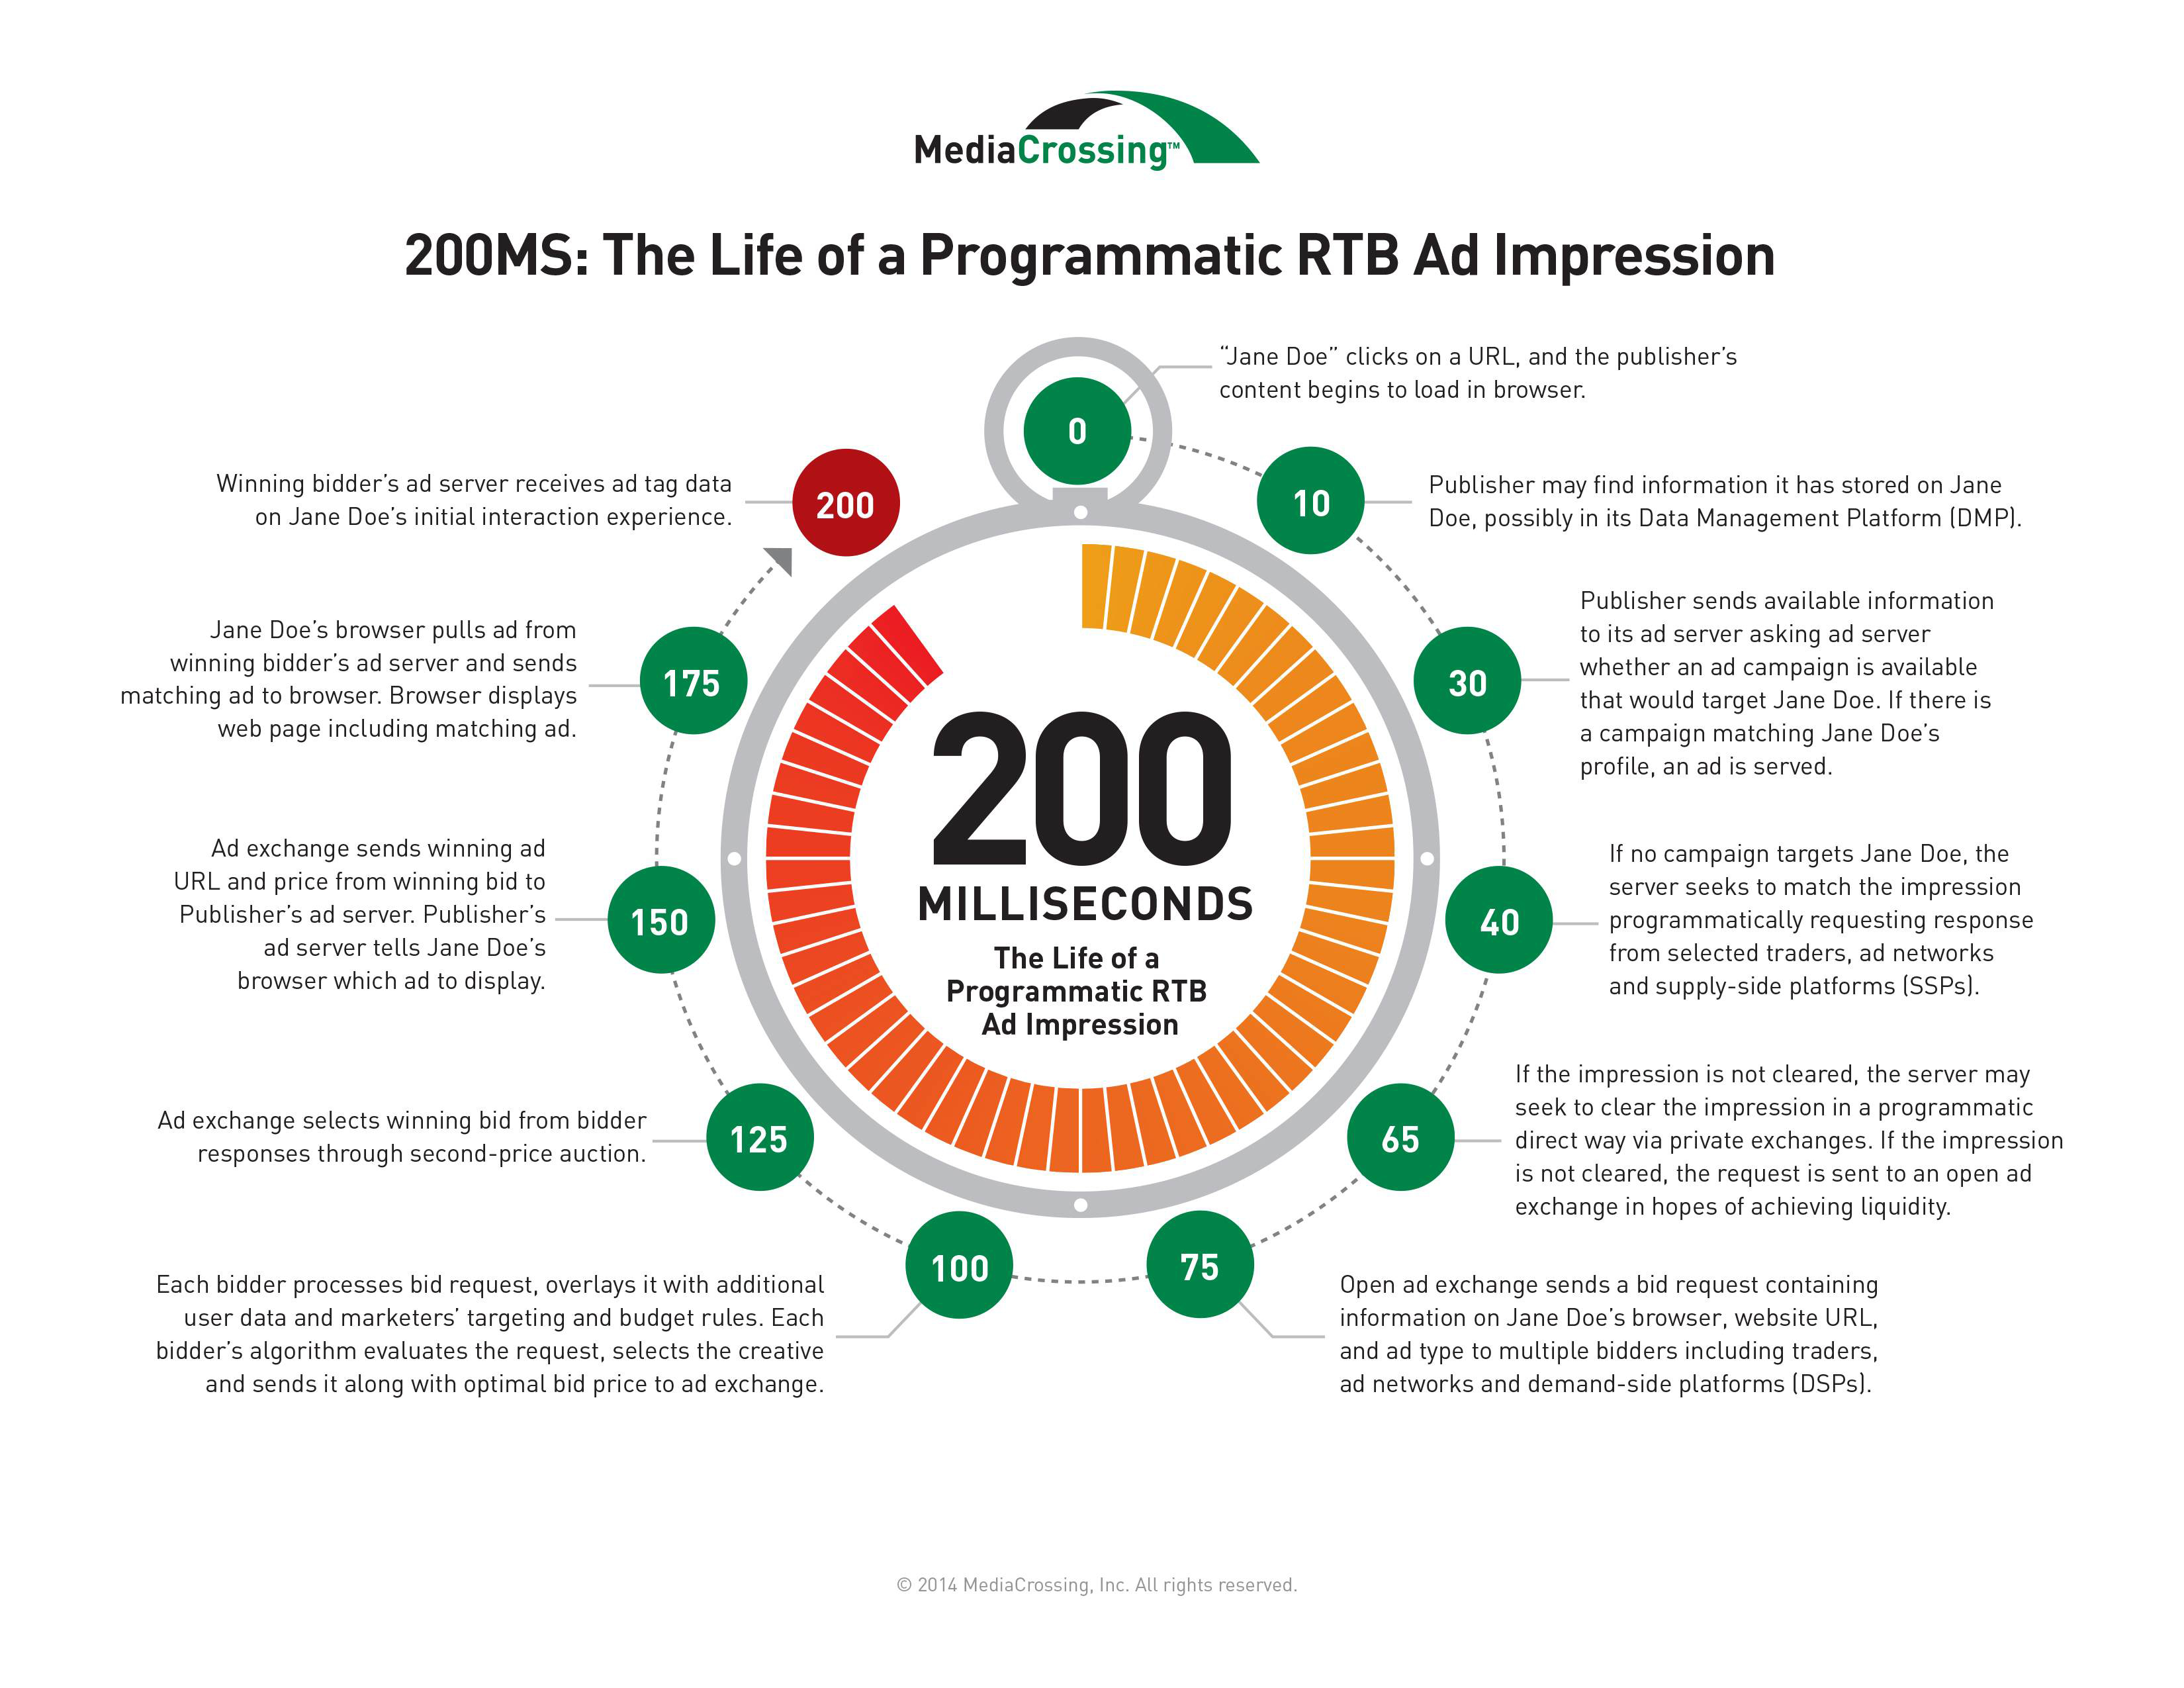 MediaCrossing™
200MS: The Life of a Programmatic RTB Ad Impression
0
“Jane Doe” clicks on a URL, and the publisher’s
content begins to load in browser.
10
Publisher may find information it has stored on Jane
Doe, possibly in its Data Management Platform (DMP).
30
Publisher sends available information
to its ad server asking ad server
whether an ad campaign is available
that would target Jane Doe. If there is
a campaign matching Jane Doe’s
profile, an ad is served.
40
If no campaign targets Jane Doe, the
server seeks to match the impression
programmatically requesting response
from selected traders, ad networks
and supply-side platforms (SSPs).
65
If the impression is not cleared, the server may
seek to clear the impression in a programmatic
direct way via private exchanges. If the impression
is not cleared, the request is sent to an open ad
exchange in hopes of achieving liquidity.
75
Open ad exchange sends a bid request containing
information on Jane Doe’s browser, website URL,
and ad type to multiple bidders including traders,
ad networks and demand-side platforms (DSPs).
100
Each bidder processes bid request, overlays it with additional
user data and marketers’ targeting and budget rules. Each
bidder’s algorithm evaluates the request, selects the creative
and sends it along with optimal bid price to ad exchange.
125
Ad exchange selects winning bid from bidder
responses through second-price auction.
150
Ad exchange sends winning ad
URL and price from winning bid to
Publisher’s ad server. Publisher’s
ad server tells Jane Doe’s
browser which ad to display.
175
Jane Doe’s browser pulls ad from
winning bidder’s ad server and sends
matching ad to browser. Browser displays
web page including matching ad.
200
Winning bidder’s ad server receives ad tag data
on Jane Doe’s initial interaction experience.
200
MILLISECONDS
The Life of a
Programmatic RTB
Ad Impression
© 2014 MediaCrossing, Inc. All rights reserved.